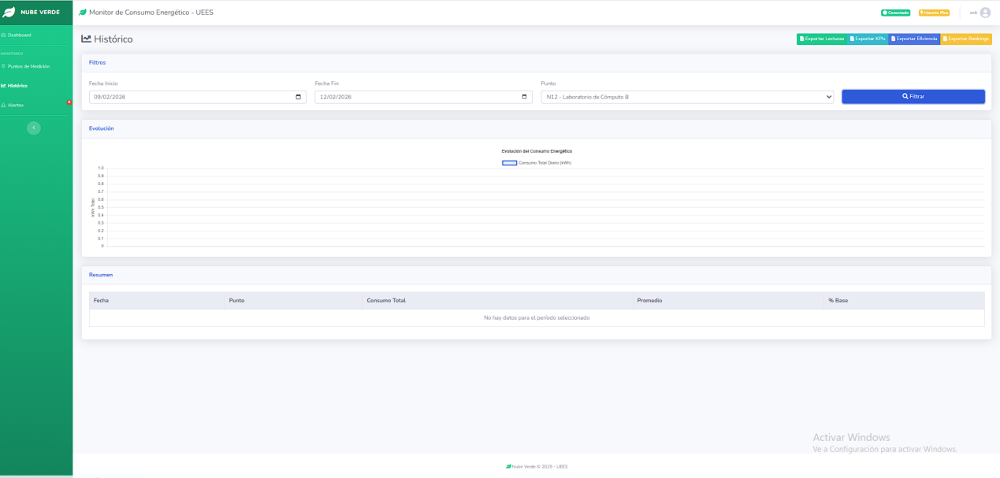 NUBE VERDE
Monitor de Consumo Energético - UEES
Conectado
Horario Pico
Dashboard
MONITOREO
Puntos de Medición
Histórico
Alertas
Histórico
Exportar Lecturas
Exportar KPIs
Exportar Eficiencia
Exportar Rankings
Filtros
Fecha Inicio
Fecha Fin
Punto
09/02/2026
12/02/2026
N12 - Laboratorio de Cómputo B
Filtrar
Evolución
Evolución del Consumo Energético
Consumo Total Diario (kWh)
kWh Total
1.0
0.9
0.8
0.7
0.6
0.5
0.4
0.3
0.2
0.1
0
Resumen
Fecha Punto Consumo Total Promedio % Base
No hay datos para el período seleccionado
Activar Windows
Ve a Configuración para activar Windows.
Nube Verde © 2026 - UEES